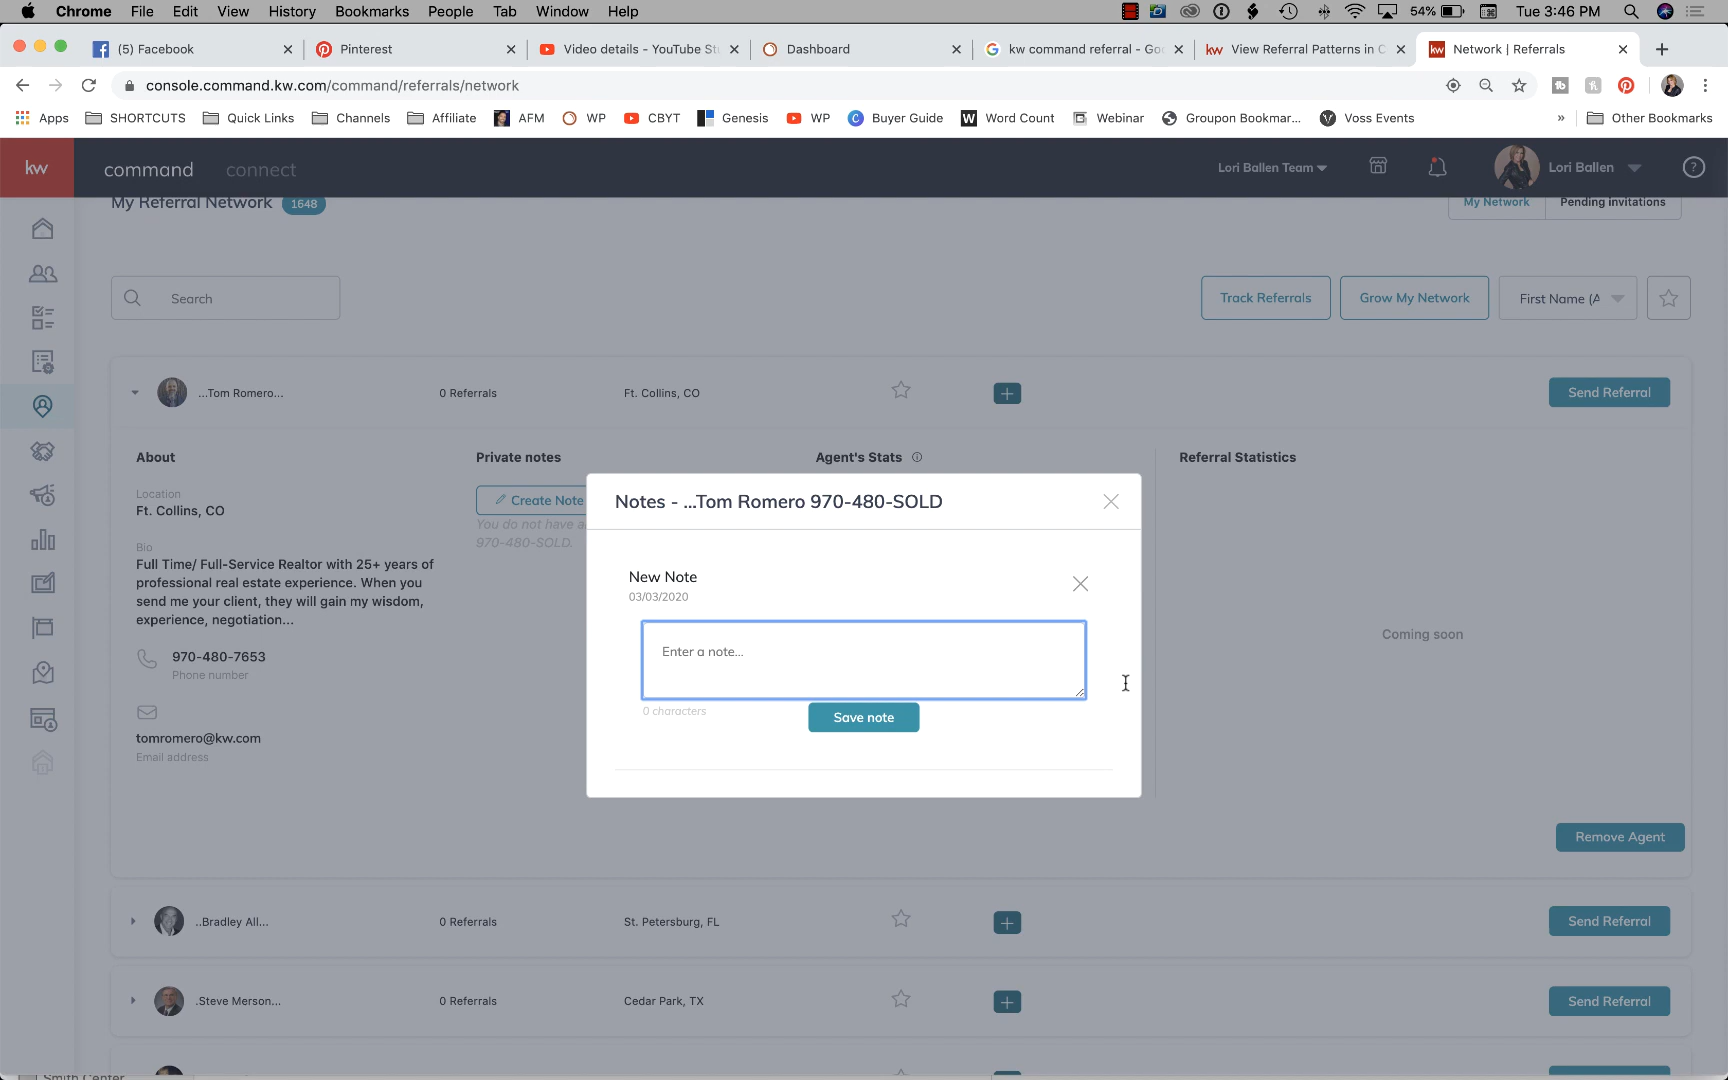 Chrome File Edit View History Bookmarks People Tab Window Help 54% Tue 3:46 PM
(5) Facebook Pinterest Video details - YouTube Stu Dashboard kw command referral - Goo kw View Referral Patterns in C kw Network | Referrals
console.command.kw.com/command/referrals/network
Apps SHORTCUTS Quick Links Channels Affiliate AFM WP CBYT Genesis WP Buyer Guide W Word Count Webinar Groupon Bookmar... Voss Events » Other Bookmarks
kw command connect Lori Ballen Team Lori Ballen ?
My Referral Network 1648 My Network Pending invitations
Search Track Referrals Grow My Network First Name (A
...Tom Romero... 0 Referrals Ft. Collins, CO Send Referral
About Private notes Agent's Stats Referral Statistics
Location
Ft. Collins, CO
Create Note
You do not have a
970-480-SOLD.
Bio
Full Time/ Full-Service Realtor with 25+ years of
professional real estate experience. When you
send me your client, they will gain my wisdom,
experience, negotiation...
970-480-7653
Phone number
tomromero@kw.com
Email address
Notes - ...Tom Romero 970-480-SOLD
New Note
03/03/2020
Enter a note...
0 characters
Save note
Coming soon
Remove Agent
..Bradley All... 0 Referrals St. Petersburg, FL Send Referral
.Steve Merson... 0 Referrals Cedar Park, TX Send Referral
Smith Center